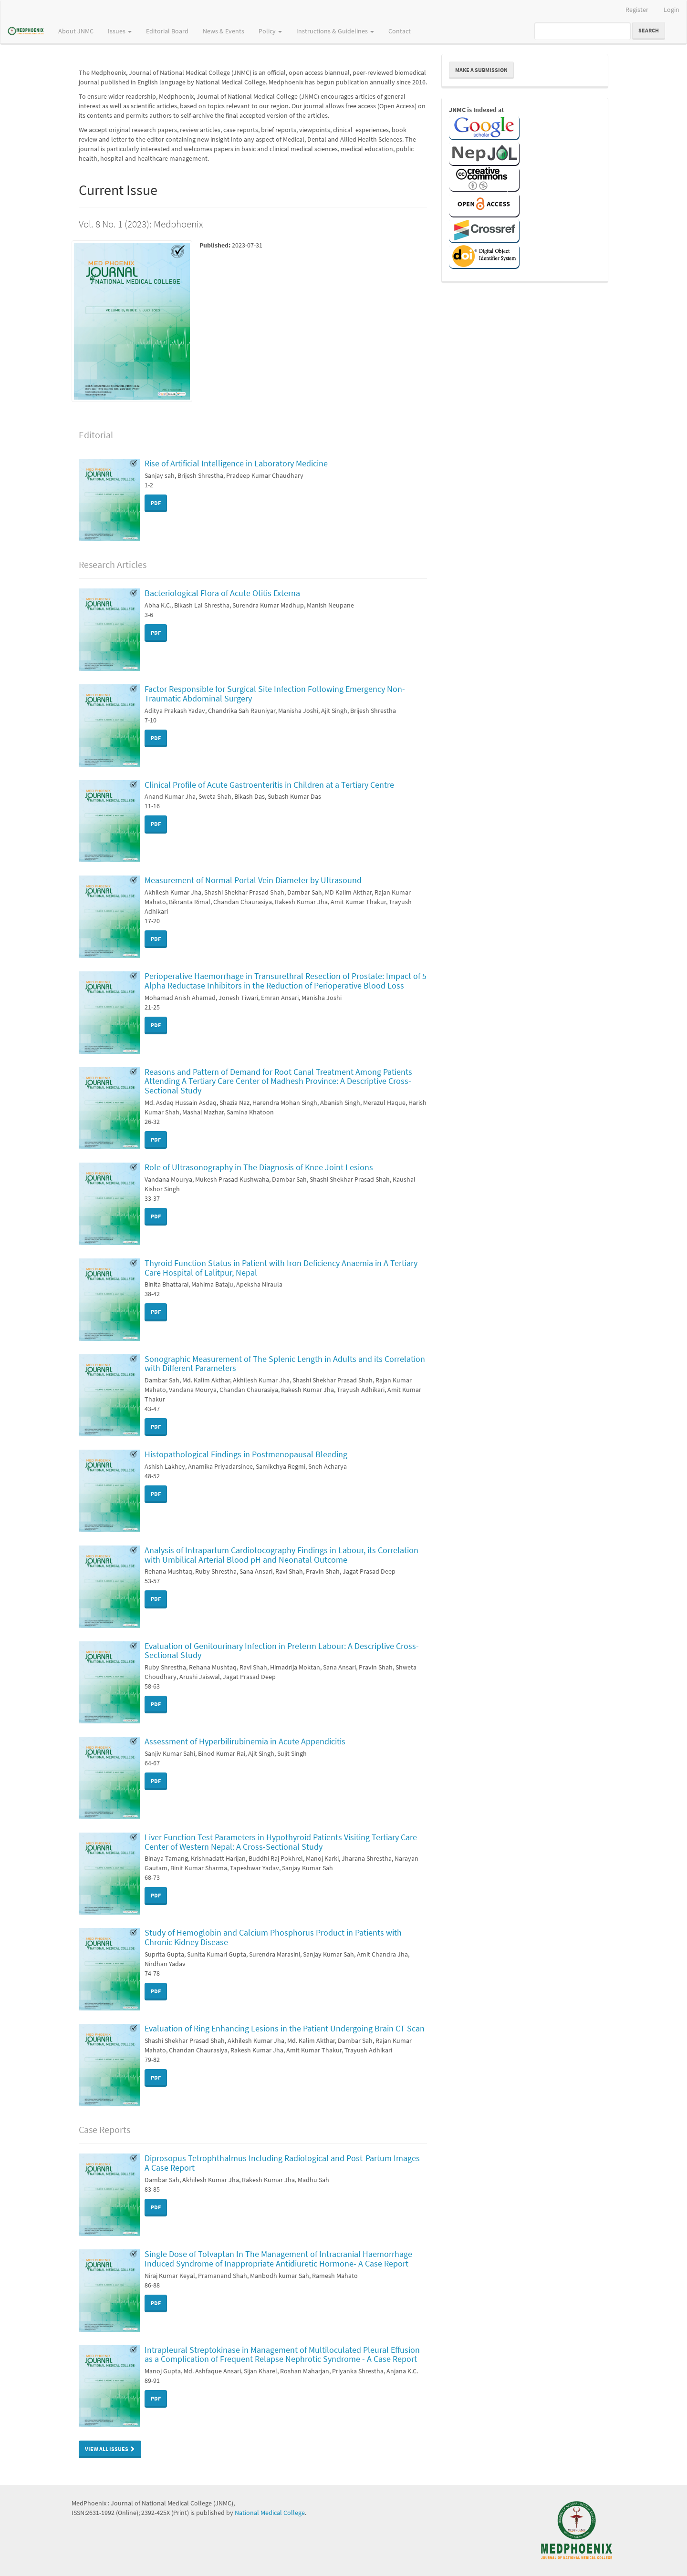 Register
Login
MEDPHOENIX
About JNMC
Issues
Editorial Board
News & Events
Policy
Instructions & Guidelines
Contact
SEARCH
The Medphoenix, Journal of National Medical College (JNMC) is an official, open access biannual, peer-reviewed biomedical
journal published in English language by National Medical College. Medphoenix has begun publication annually since 2016.
To ensure wider readership, Medphoenix, Journal of National Medical College (JNMC) encourages articles of general
interest as well as scientific articles, based on topics relevant to our region. Our journal allows free access (Open Access) on
its contents and permits authors to self-archive the final accepted version of the articles.
We accept original research papers, review articles, case reports, brief reports, viewpoints, clinical experiences, book
review and letter to the editor containing new insight into any aspect of Medical, Dental and Allied Health Sciences. The
journal is particularly interested and welcomes papers in basic and clinical medical sciences, medical education, public
health, hospital and healthcare management.
MAKE A SUBMISSION
JNMC is Indexed at
Google
scholar
NepJOL
creative
commons
OPEN ACCESS
Crossref
doi Digital Object
Identifier System
Current Issue
Vol. 8 No. 1 (2023): Medphoenix
MED PHOENIX
JOURNAL
OF NATIONAL MEDICAL COLLEGE
Published: 2023-07-31
Editorial
Rise of Artificial Intelligence in Laboratory Medicine
Sanjay sah, Brijesh Shrestha, Pradeep Kumar Chaudhary
1-2
PDF
Research Articles
Bacteriological Flora of Acute Otitis Externa
Abha K.C., Bikash Lal Shrestha, Surendra Kumar Madhup, Manish Neupane
3-6
PDF
Factor Responsible for Surgical Site Infection Following Emergency Non-
Traumatic Abdominal Surgery
Aditya Prakash Yadav, Chandrika Sah Rauniyar, Manisha Joshi, Ajit Singh, Brijesh Shrestha
7-10
PDF
Clinical Profile of Acute Gastroenteritis in Children at a Tertiary Centre
Anand Kumar Jha, Sweta Shah, Bikash Das, Subash Kumar Das
11-16
PDF
Measurement of Normal Portal Vein Diameter by Ultrasound
Akhilesh Kumar Jha, Shashi Shekhar Prasad Shah, Dambar Sah, MD Kalim Akthar, Rajan Kumar
Mahato, Bikranta Rimal, Chandan Chaurasiya, Rakesh Kumar Jha, Amit Kumar Thakur, Trayush
Adhikari
17-20
PDF
Perioperative Haemorrhage in Transurethral Resection of Prostate: Impact of 5
Alpha Reductase Inhibitors in the Reduction of Perioperative Blood Loss
Mohamad Anish Ahamad, Jonesh Tiwari, Emran Ansari, Manisha Joshi
21-25
PDF
Reasons and Pattern of Demand for Root Canal Treatment Among Patients
Attending A Tertiary Care Center of Madhesh Province: A Descriptive Cross-
Sectional Study
Md. Asdaq Hussain Asdaq, Shazia Naz, Harendra Mohan Singh, Abanish Singh, Merazul Haque, Harish
Kumar Shah, Mashal Mazhar, Samina Khatoon
26-32
PDF
Role of Ultrasonography in The Diagnosis of Knee Joint Lesions
Vandana Mourya, Mukesh Prasad Kushwaha, Dambar Sah, Shashi Shekhar Prasad Shah, Kaushal
Kishor Singh
33-37
PDF
Thyroid Function Status in Patient with Iron Deficiency Anaemia in A Tertiary
Care Hospital of Lalitpur, Nepal
Binita Bhattarai, Mahima Bataju, Apeksha Niraula
38-42
PDF
Sonographic Measurement of The Splenic Length in Adults and its Correlation
with Different Parameters
Dambar Sah, Md. Kalim Akthar, Akhilesh Kumar Jha, Shashi Shekhar Prasad Shah, Rajan Kumar
Mahato, Vandana Mourya, Chandan Chaurasiya, Rakesh Kumar Jha, Trayush Adhikari, Amit Kumar
Thakur
43-47
PDF
Histopathological Findings in Postmenopausal Bleeding
Ashish Lakhey, Anamika Priyadarsinee, Samikchya Regmi, Sneh Acharya
48-52
PDF
Analysis of Intrapartum Cardiotocography Findings in Labour, its Correlation
with Umbilical Arterial Blood pH and Neonatal Outcome
Rehana Mushtaq, Ruby Shrestha, Sana Ansari, Ravi Shah, Pravin Shah, Jagat Prasad Deep
53-57
PDF
Evaluation of Genitourinary Infection in Preterm Labour: A Descriptive Cross-
Sectional Study
Ruby Shrestha, Rehana Mushtaq, Ravi Shah, Himadrija Moktan, Sana Ansari, Pravin Shah, Shweta
Choudhary, Arushi Jaiswal, Jagat Prasad Deep
58-63
PDF
Assessment of Hyperbilirubinemia in Acute Appendicitis
Sanjiv Kumar Sahi, Binod Kumar Rai, Ajit Singh, Sujit Singh
64-67
PDF
Liver Function Test Parameters in Hypothyroid Patients Visiting Tertiary Care
Center of Western Nepal: A Cross-Sectional Study
Binaya Tamang, Krishnadatt Harijan, Buddhi Raj Pokhrel, Manoj Karki, Jharana Shrestha, Narayan
Gautam, Binit Kumar Sharma, Tapeshwar Yadav, Sanjay Kumar Sah
68-73
PDF
Study of Hemoglobin and Calcium Phosphorus Product in Patients with
Chronic Kidney Disease
Suprita Gupta, Sunita Kumari Gupta, Surendra Marasini, Sanjay Kumar Sah, Amit Chandra Jha,
Nirdhan Yadav
74-78
PDF
Evaluation of Ring Enhancing Lesions in the Patient Undergoing Brain CT Scan
Shashi Shekhar Prasad Shah, Akhilesh Kumar Jha, Md. Kalim Akthar, Dambar Sah, Rajan Kumar
Mahato, Chandan Chaurasiya, Rakesh Kumar Jha, Amit Kumar Thakur, Trayush Adhikari
79-82
PDF
Case Reports
Diprosopus Tetrophthalmus Including Radiological and Post-Partum Images-
A Case Report
Dambar Sah, Akhilesh Kumar Jha, Rakesh Kumar Jha, Madhu Sah
83-85
PDF
Single Dose of Tolvaptan In The Management of Intracranial Haemorrhage
Induced Syndrome of Inappropriate Antidiuretic Hormone- A Case Report
Niraj Kumar Keyal, Pramanand Shah, Manbodh kumar Sah, Ramesh Mahato
86-88
PDF
Intrapleural Streptokinase in Management of Multiloculated Pleural Effusion
as a Complication of Frequent Relapse Nephrotic Syndrome - A Case Report
Manoj Gupta, Md. Ashfaque Ansari, Sijan Kharel, Roshan Maharjan, Priyanka Shrestha, Anjana K.C.
89-91
PDF
VIEW ALL ISSUES
MedPhoenix : Journal of National Medical College (JNMC),
ISSN:2631-1992 (Online); 2392-425X (Print) is published by National Medical College.
MEDPHOENIX
JOURNAL OF NATIONAL MEDICAL COLLEGE